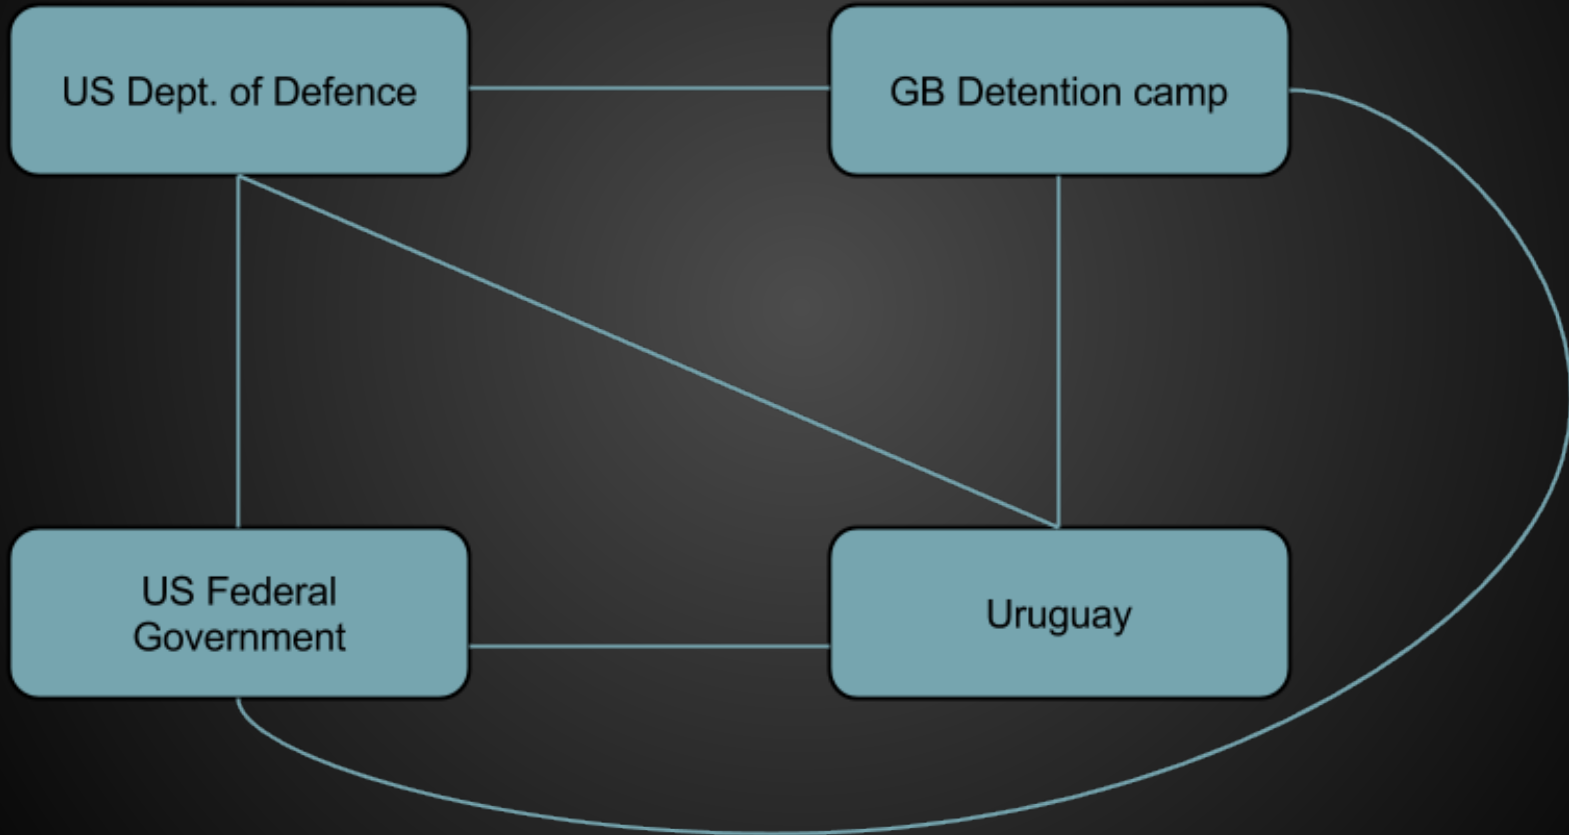 US Dept. of Defence
GB Detention camp
US Federal
Government
Uruguay